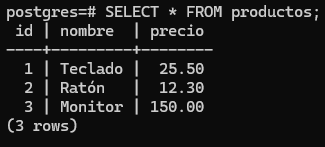 postgres=# SELECT * FROM productos;
 id | nombre  | precio
----+---------+--------
  1 | Teclado |  25.50
  2 | Ratón   |  12.30
  3 | Monitor | 150.00
(3 rows)